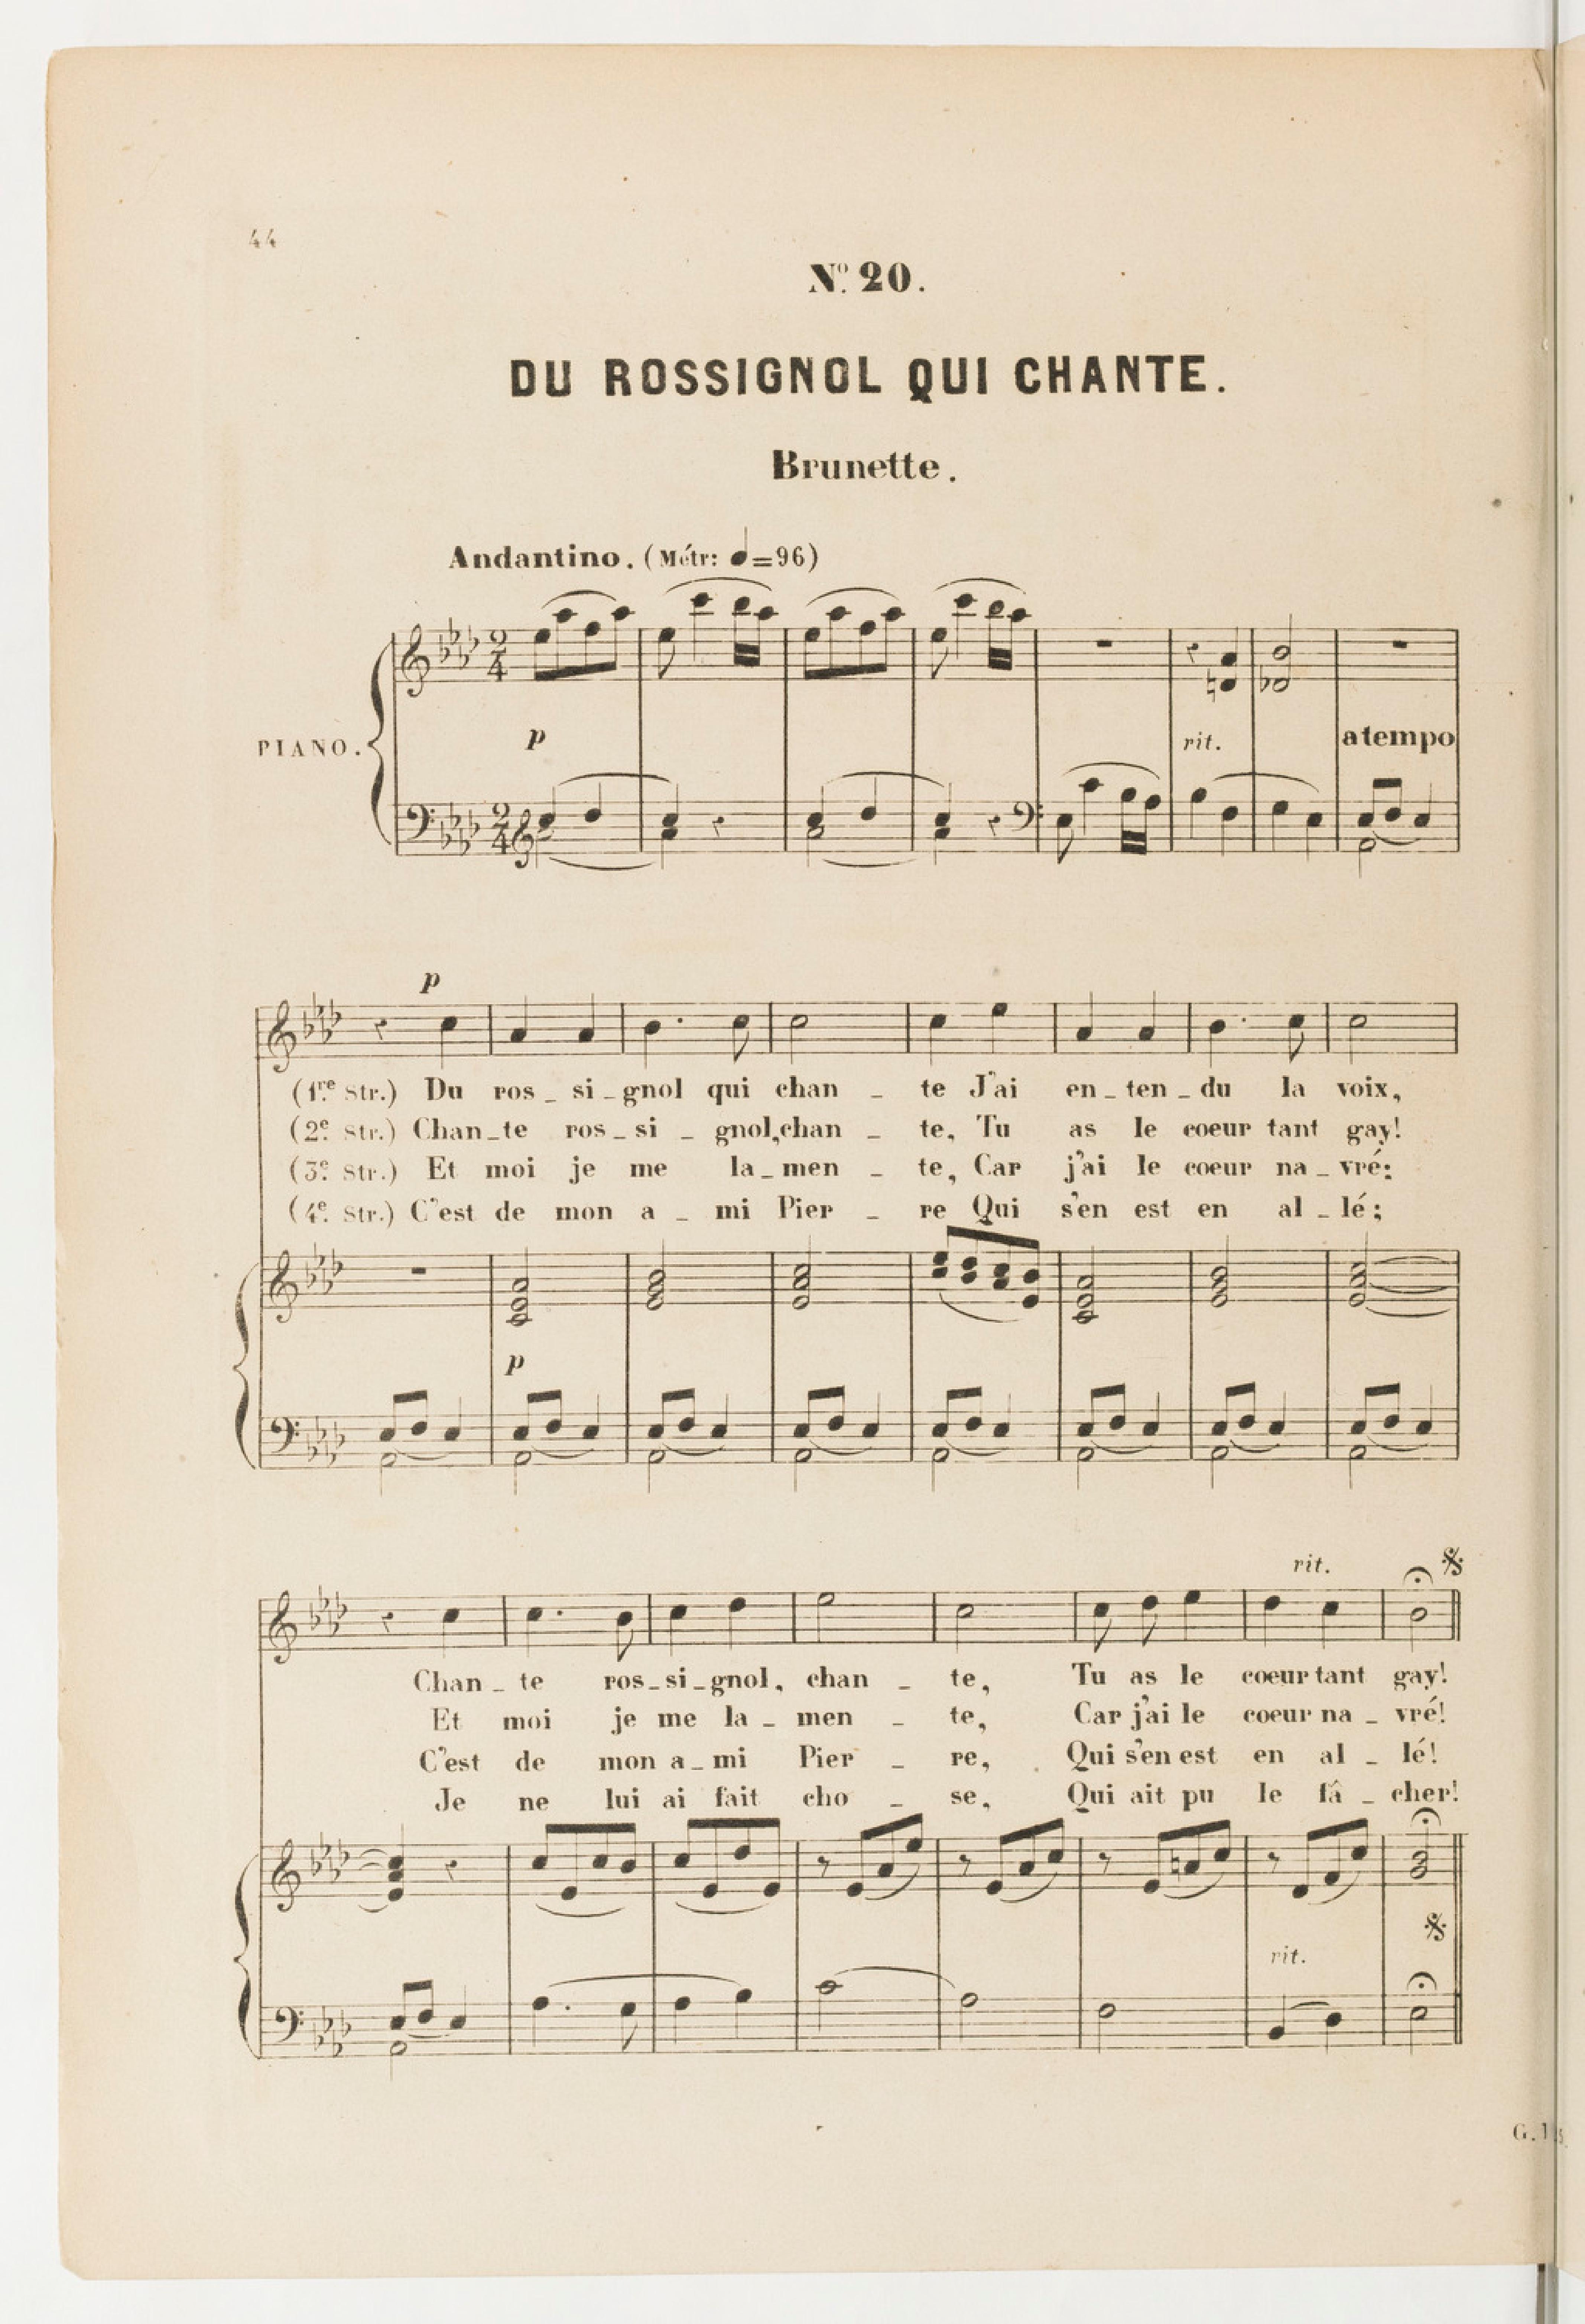 44
No. 20.
DU ROSSIGNOL QUI CHANTE.
Brunette.
Andantino. (Métr: ♩=96)
PIANO.
p
rit.
a tempo
p
(1re Str.) Du ros_si_gnol qui chan_te J'ai en_ten_du la voix,
(2e Str.) Chan_te ros_si_gnol, chan_te, Tu as le coeur tant gay!
(3e Str.) Et moi je me la_men_te, Car j'ai le coeur na_vré:
(4e Str.) C'est de mon a_mi Pier_re Qui s'en est en al_lé;
p
rit.
Chan_te ros_si_gnol, chan_te, Tu as le coeur tant gay!
Et moi je me la_men_te, Car j'ai le coeur na_vré!
C'est de mon a_mi Pier_re, Qui s'en est en al_lé!
Je ne lui ai fait cho_se, Qui ait pu le fâ_cher!
rit.
G.